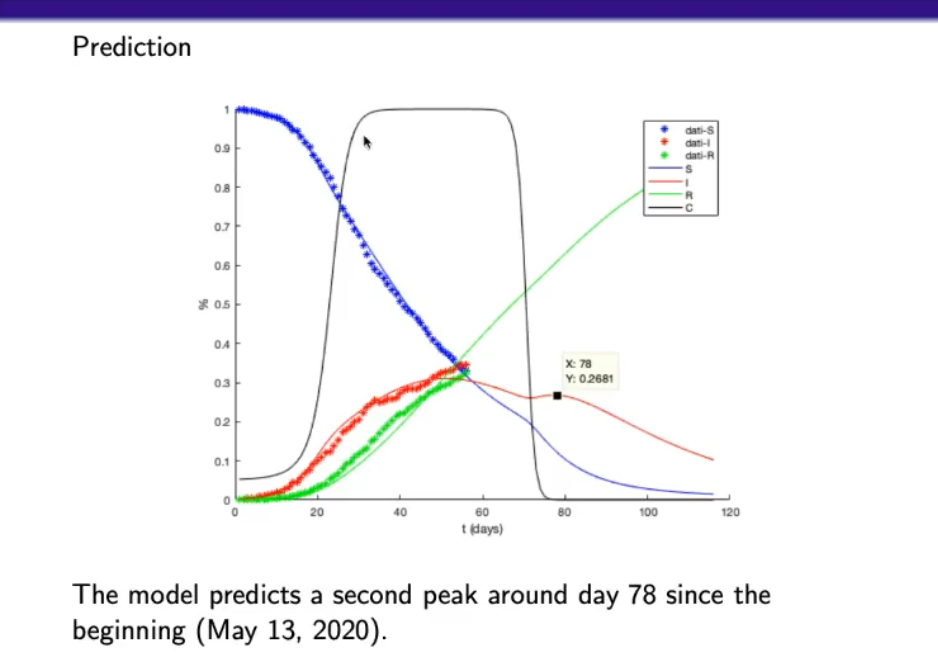 Prediction
1
0.9
0.8
0.7
0.6
0.5
0.4
0.3
0.2
0.1
0
%
0 20 40 60 80 100 120
t (days)
dati-S
dati-I
dati-R
S
I
R
C
X: 78
Y: 0.2681
The model predicts a second peak around day 78 since the
beginning (May 13, 2020).